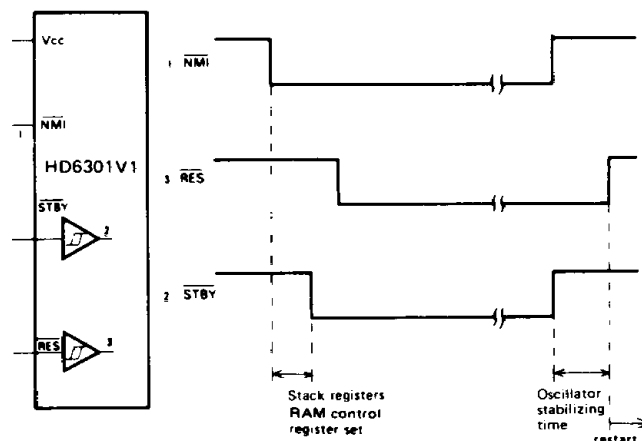 Vcc
NMI
1
HD6301V1
STBY
2
RES
3
1 NMI
3 RES
2 STBY
Stack registers
RAM control
register set
Oscillator
stabilizing
time
restart